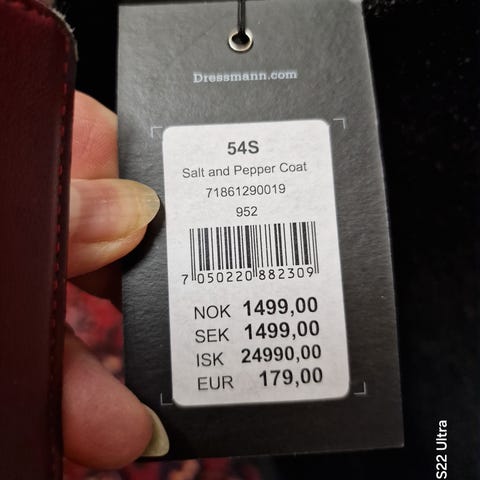 Dressmann.com
54S
Salt and Pepper Coat
71861290019
952
7 050220 882309
NOK 1499,00
SEK 1499,00
ISK 24990,00
EUR 179,00
S22 Ultra